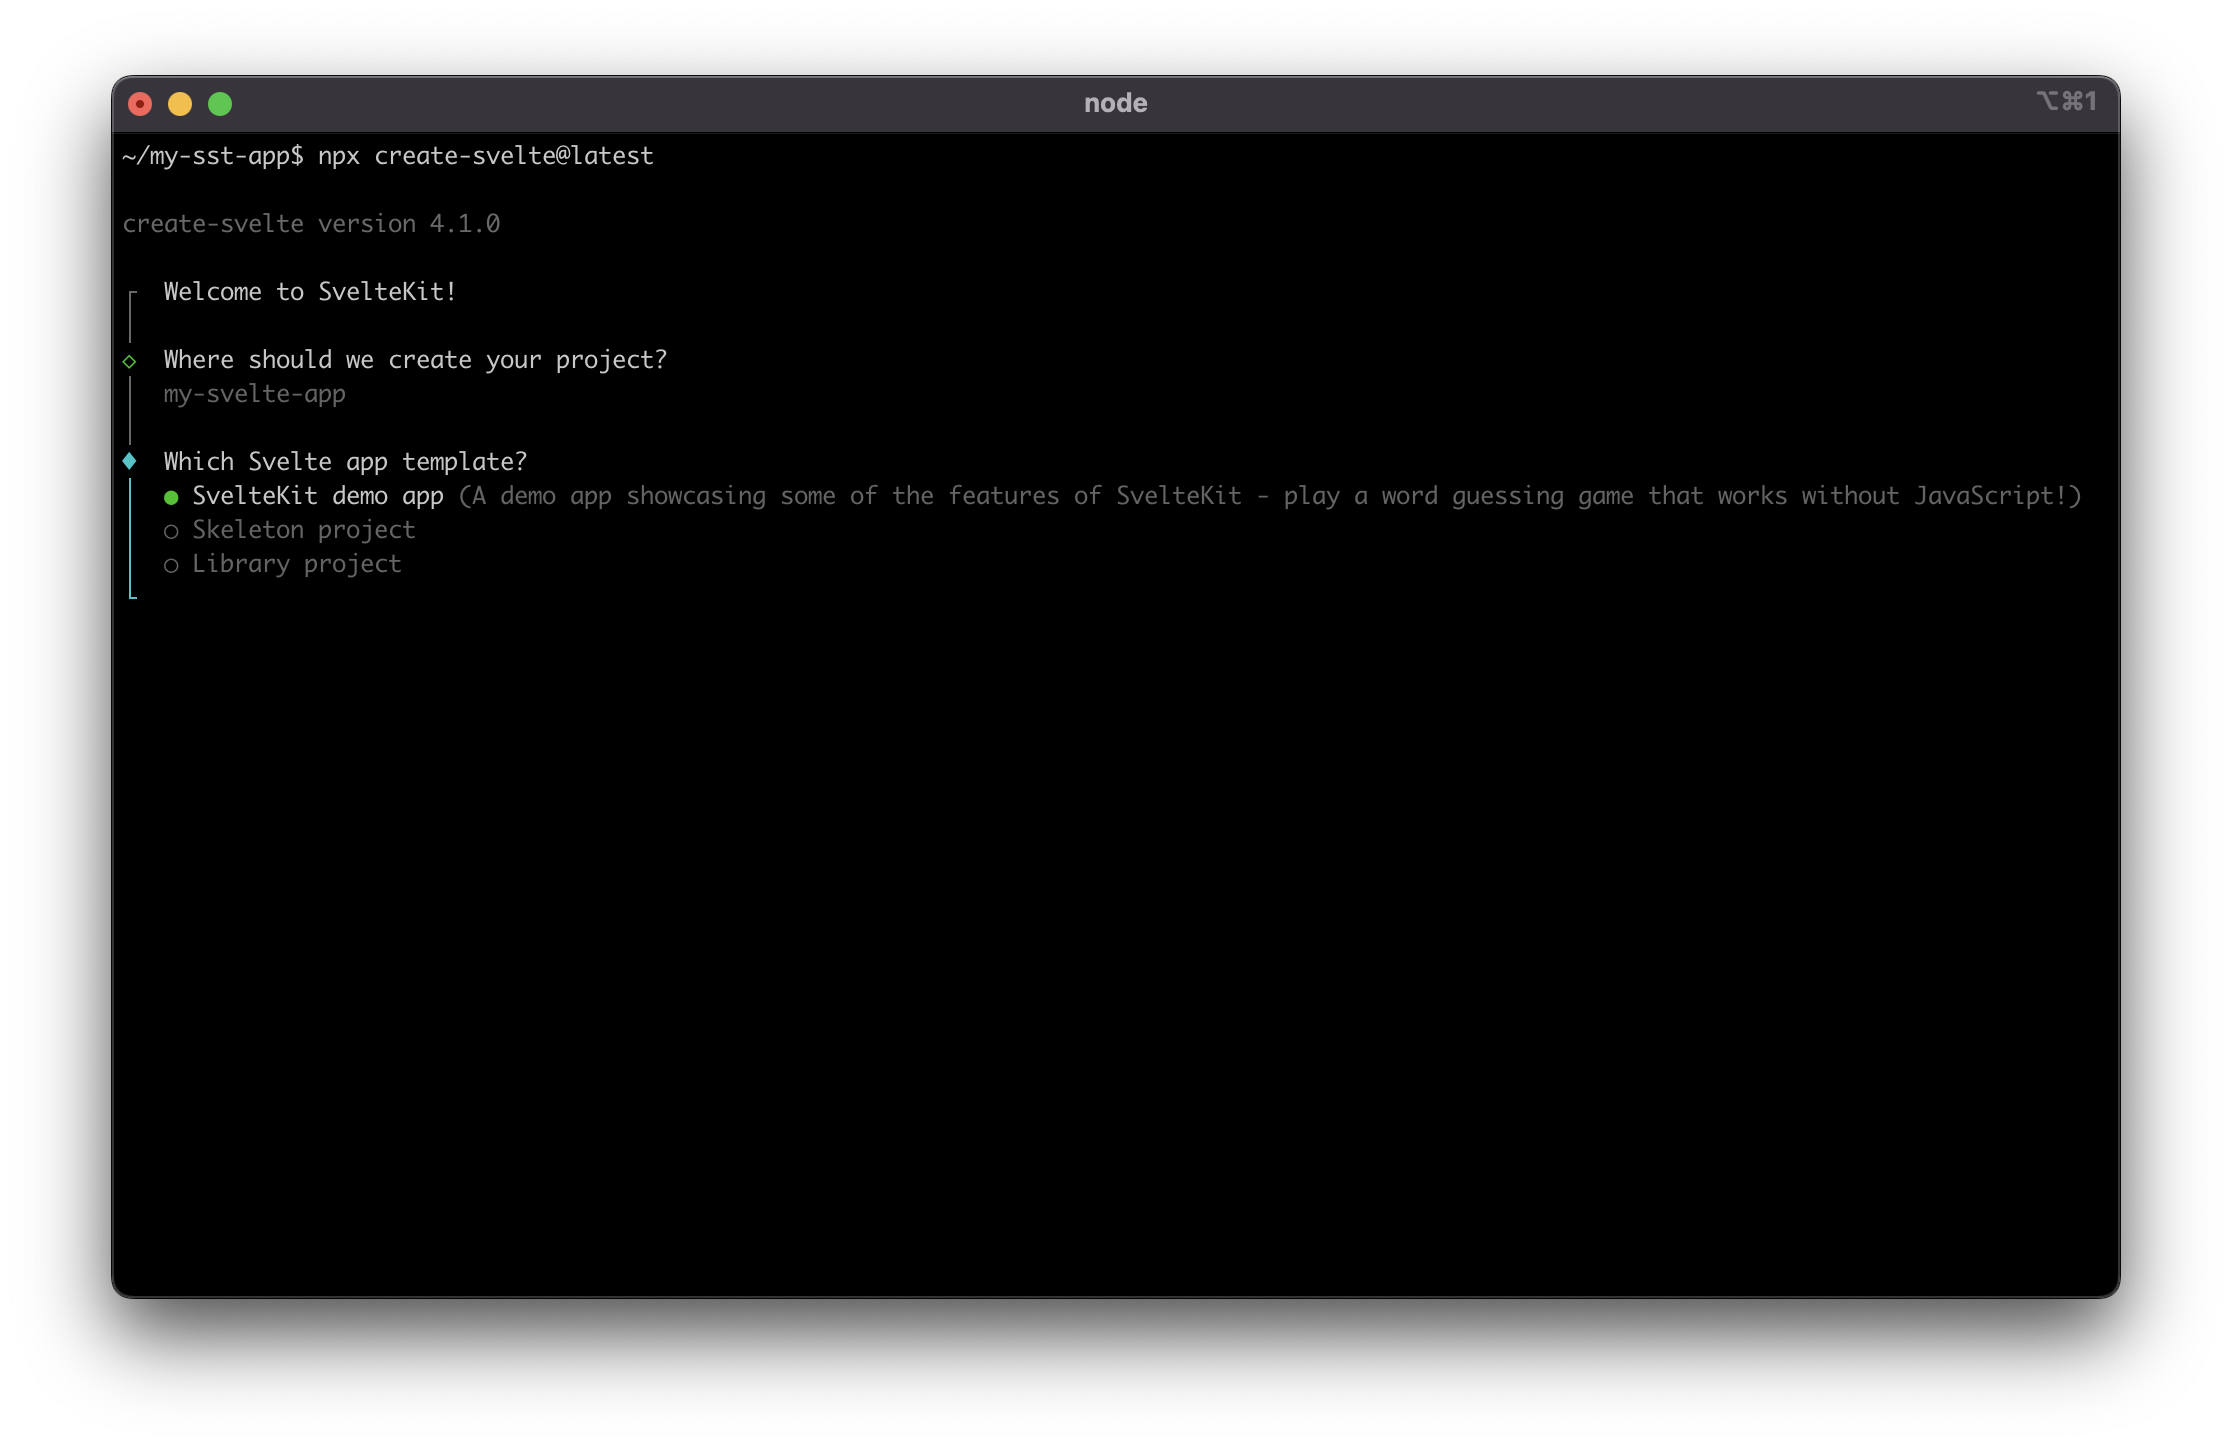 node
⌥⌘1
~/my-sst-app$ npx create-svelte@latest
create-svelte version 4.1.0
Welcome to SvelteKit!
Where should we create your project?
my-svelte-app
Which Svelte app template?
● SvelteKit demo app (A demo app showcasing some of the features of SvelteKit - play a word guessing game that works without JavaScript!)
○ Skeleton project
○ Library project